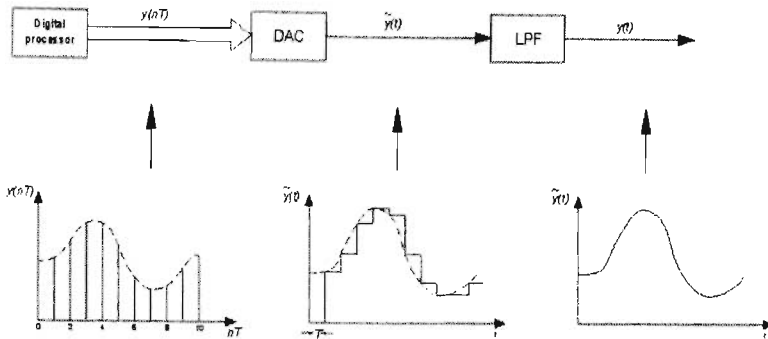 y(nT)
ỹ(t)
y(t)
Digital
processor
DAC
LPF
y(nT)
0 2 4 6 8 10
nT
ỹ(t)
T
t
ỹ(t)
t